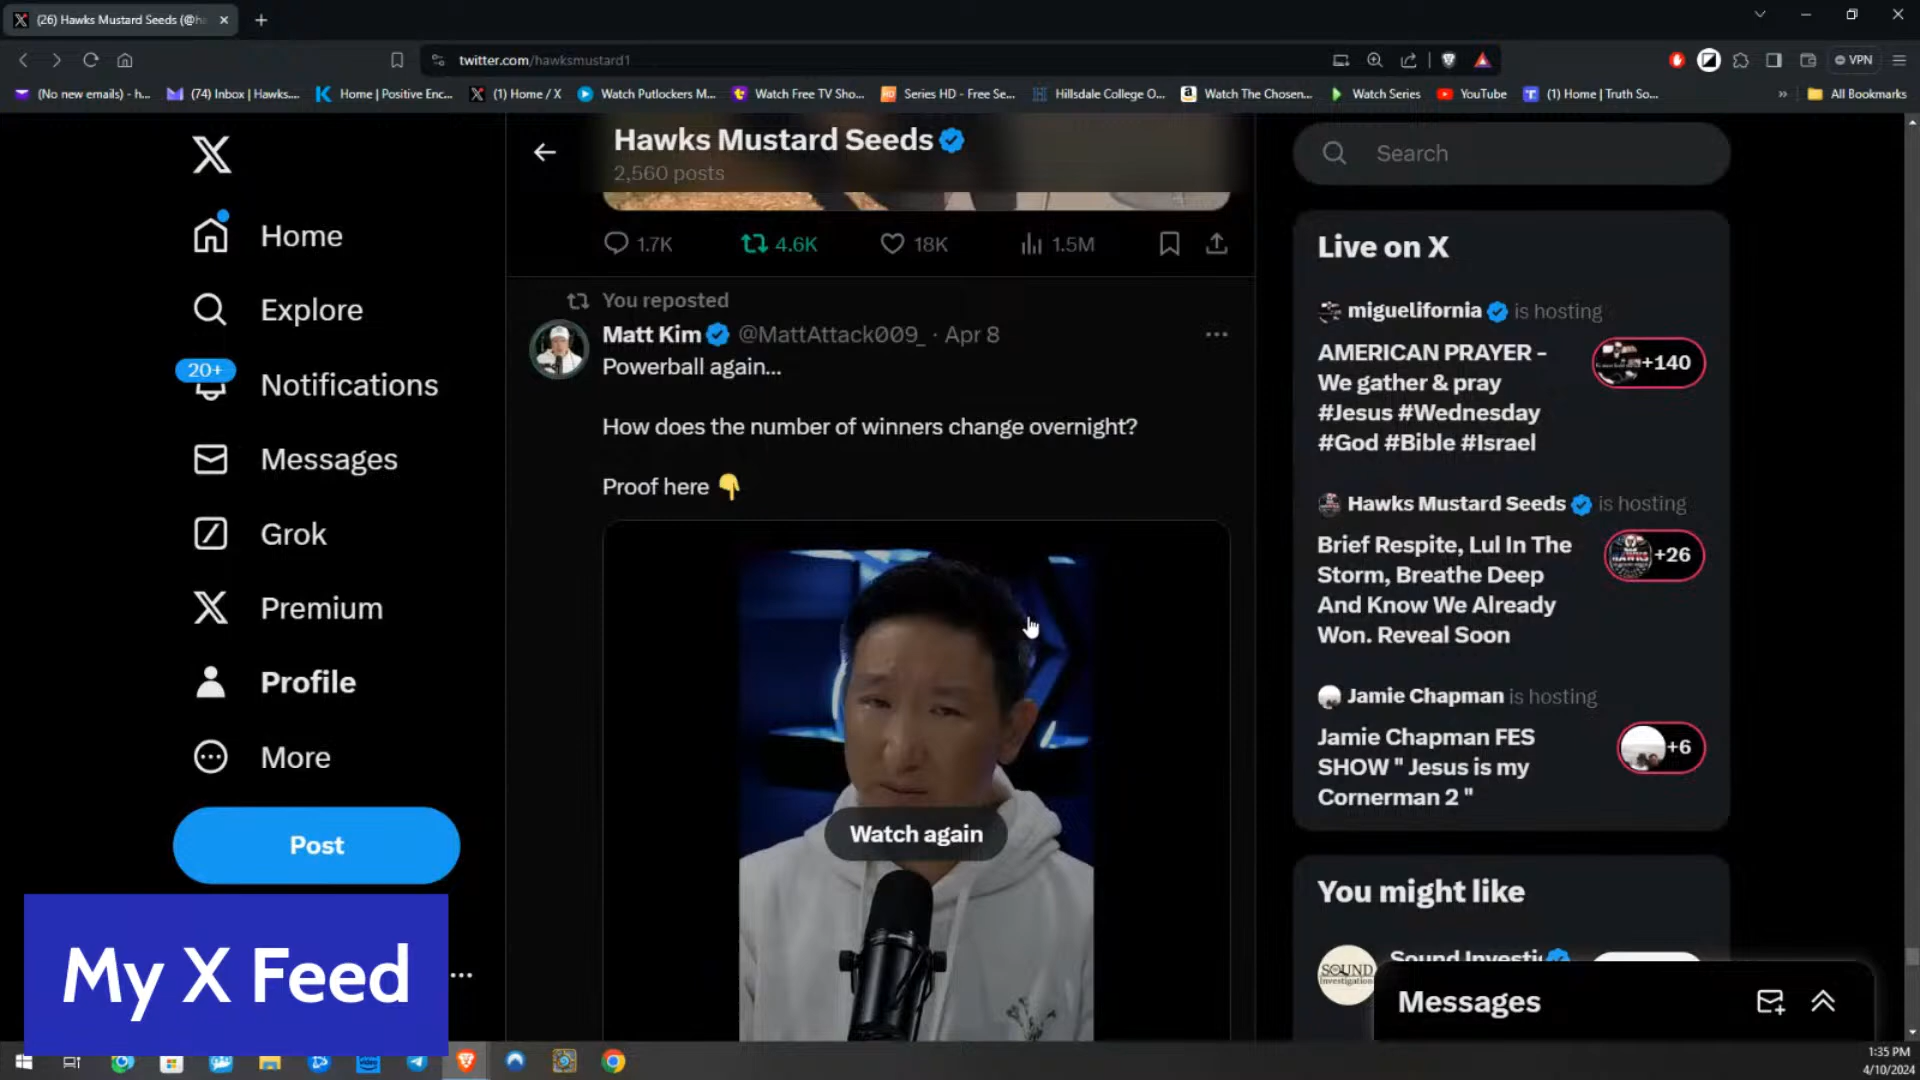 (26) Hawks Mustard Seeds (@h
twitter.com/hawksmustard1
VPN
(No new emails) - h...
(74) Inbox | Hawks....
Home | Positive Enc...
(1) Home / X
Watch Putlockers M...
Watch Free TV Sho...
Series HD - Free Se...
Hillsdale College O...
Watch The Chosen...
Watch Series
YouTube
(1) Home | Truth So...
All Bookmarks
Hawks Mustard Seeds
2,560 posts
1.7K
4.6K
18K
1.5M
Home
Explore
20+
Notifications
Messages
Grok
Premium
Profile
More
Post
My X Feed
You reposted
Matt Kim @MattAttack009_ · Apr 8
Powerball again...
How does the number of winners change overnight?
Proof here
Watch again
Search
Live on X
miguelifornia is hosting
AMERICAN PRAYER -
We gather & pray
#Jesus #Wednesday
#God #Bible #Israel
+140
Hawks Mustard Seeds is hosting
Brief Respite, Lul In The
Storm, Breathe Deep
And Know We Already
Won. Reveal Soon
+26
Jamie Chapman is hosting
Jamie Chapman FES
SHOW " Jesus is my
Cornerman 2 "
+6
You might like
Sound Investi
SOUND
Investigation
Messages
1:35 PM
4/10/2024